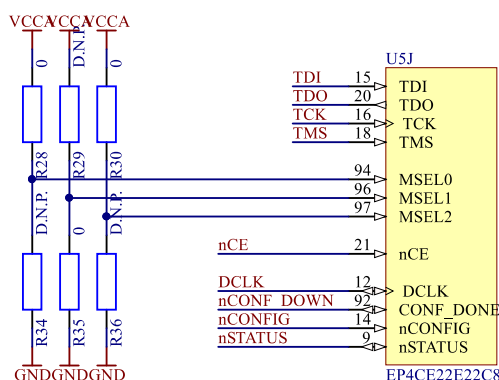 VCCA VCCA VCCA
0
D.N.P.
0
R28
R29
R30
D.N.P.
0
D.N.P.
R34
R35
R36
GND GND GND
U5J
TDI 15 TDI
TDO 20 TDO
TCK 16 TCK
TMS 18 TMS
94 MSEL0
96 MSEL1
97 MSEL2
nCE 21 nCE
DCLK 12 DCLK
nCONF_DOWN 92 CONF_DONE
nCONFIG 14 nCONFIG
nSTATUS 9 nSTATUS
EP4CE22E22C8